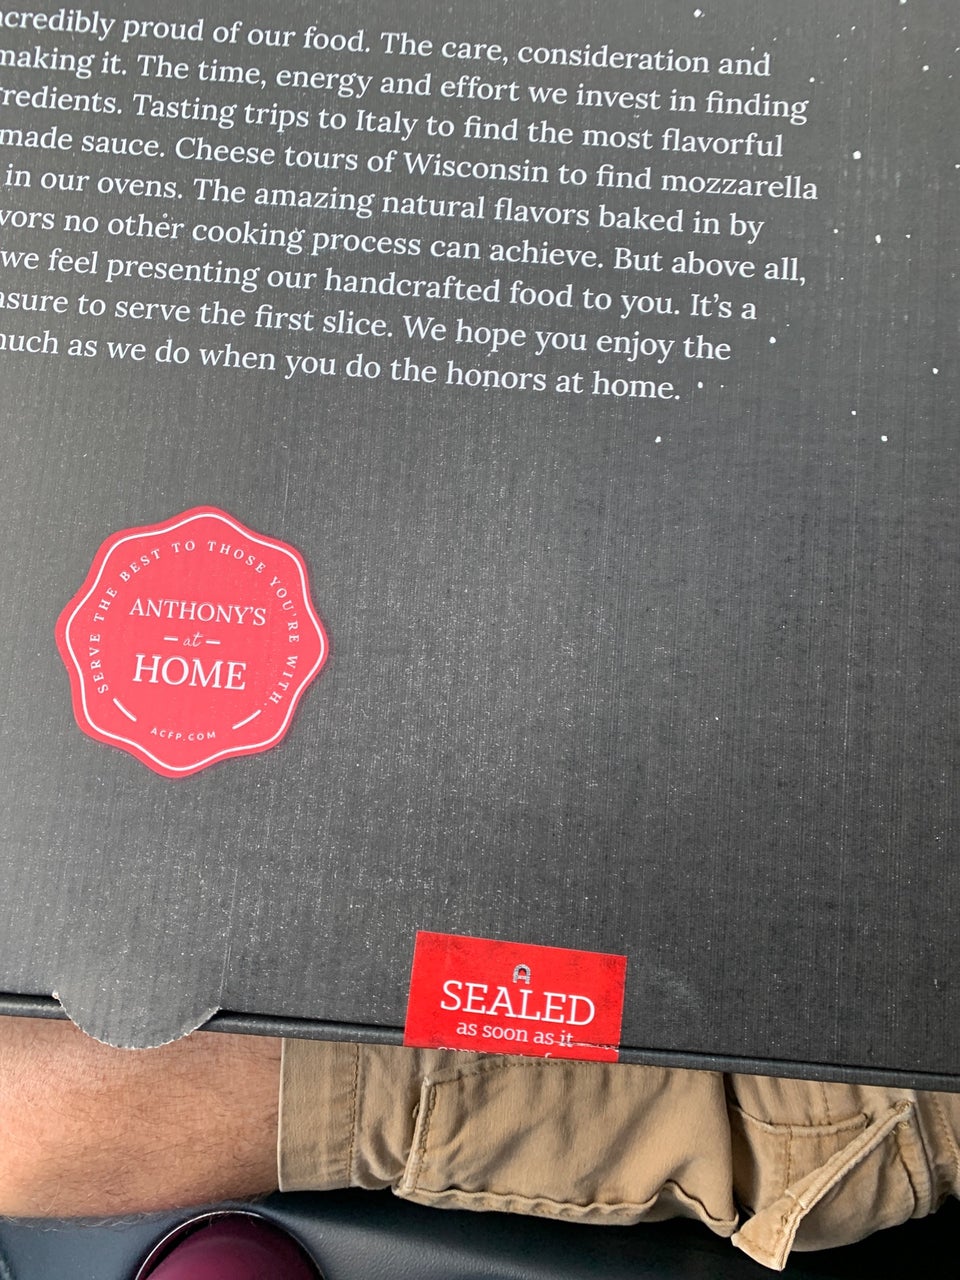 credibly proud of our food. The care, consideration and
making it. The time, energy and effort we invest in finding
redients. Tasting trips to Italy to find the most flavorful
made sauce. Cheese tours of Wisconsin to find mozzarella
in our ovens. The amazing natural flavors baked in by
vors no other cooking process can achieve. But above all,
we feel presenting our handcrafted food to you. It's a
sure to serve the first slice. We hope you enjoy the
much as we do when you do the honors at home.
SERVE THE BEST TO THOSE YOU'RE WITH.
ANTHONY'S
– at –
HOME
ACFP.COM
A
SEALED
as soon as it